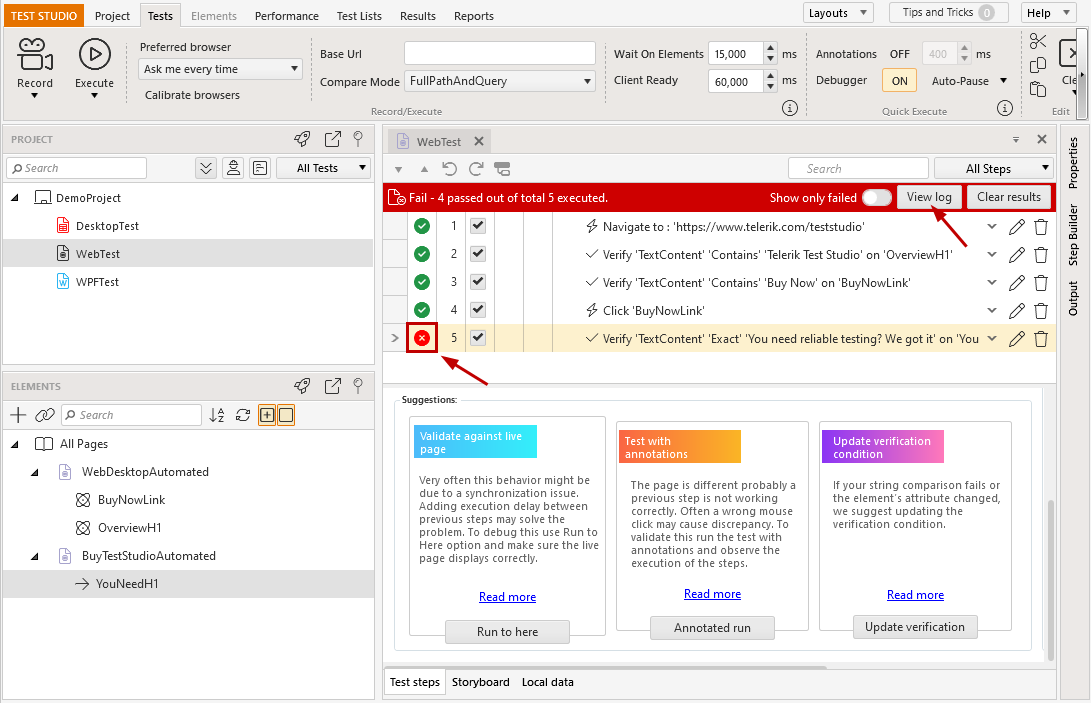 TEST STUDIO Project Tests Elements Performance Test Lists Results Reports Layouts Tips and Tricks 0 Help
Record
Execute
Preferred browser
Ask me every time
Calibrate browsers
Base Url
Compare Mode FullPathAndQuery
Record/Execute
Wait On Elements 15,000 ms
Client Ready 60,000 ms
Annotations OFF 400 ms
Debugger ON Auto-Pause
Quick Execute
Cle
Edit
PROJECT
Search All Tests
DemoProject
DesktopTest
WebTest
WPFTest
ELEMENTS
Search
All Pages
WebDesktopAutomated
BuyNowLink
OverviewH1
BuyTestStudioAutomated
YouNeedH1
WebTest
Search All Steps
Fail - 4 passed out of total 5 executed. Show only failed View log Clear results
1 Navigate to : 'https://www.telerik.com/teststudio'
2 Verify 'TextContent' 'Contains' 'Telerik Test Studio' on 'OverviewH1'
3 Verify 'TextContent' 'Contains' 'Buy Now' on 'BuyNowLink'
4 Click 'BuyNowLink'
5 Verify 'TextContent' 'Exact' 'You need reliable testing? We got it' on 'You
Suggestions:
Validate against live
page
Very often this behavior might be
due to a synchronization issue.
Adding execution delay between
previous steps may solve the
problem. To debug this use Run to
Here option and make sure the live
page displays correctly.
Read more
Run to here
Test with
annotations
The page is different probably a
previous step is not working
correctly. Often a wrong mouse
click may cause discrepancy. To
validate this run the test with
annotations and observe the
execution of the steps.
Read more
Annotated run
Update verification
condition
If your string comparison fails or
the element's attribute changed,
we suggest updating the
verification condition.
Read more
Update verification
Test steps Storyboard Local data
Properties
Step Builder
Output